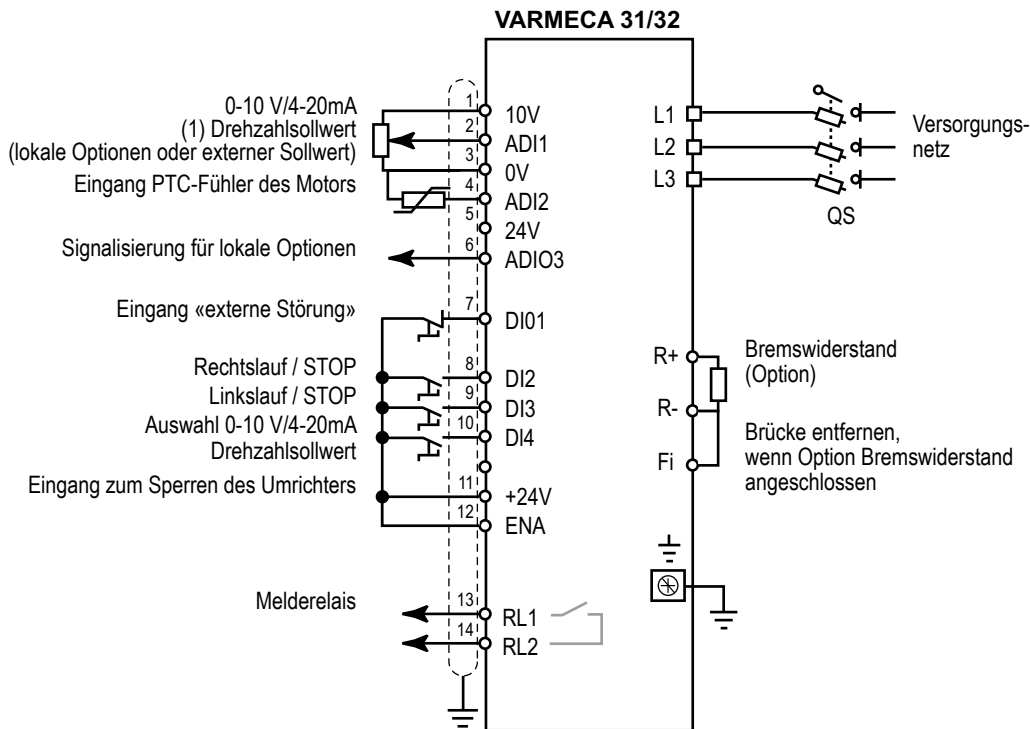 VARMECA 31/32
0-10 V/4-20mA
(1) Drehzahlsollwert
(lokale Optionen oder externer Sollwert)
Eingang PTC-Fühler des Motors
Signalisierung für lokale Optionen
Eingang «externe Störung»
Rechtslauf / STOP
Linkslauf / STOP
Auswahl 0-10 V/4-20mA
Drehzahlsollwert
Eingang zum Sperren des Umrichters
Melderelais
1 10V
2 ADI1
3 0V
4 ADI2
5 24V
6 ADIO3
7 DI01
8 DI2
9 DI3
10 DI4
11 +24V
12 ENA
13 RL1
14 RL2
L1
L2
L3
QS
Versorgungs-
netz
R+
R-
Fi
Bremswiderstand
(Option)
Brücke entfernen,
wenn Option Bremswiderstand
angeschlossen